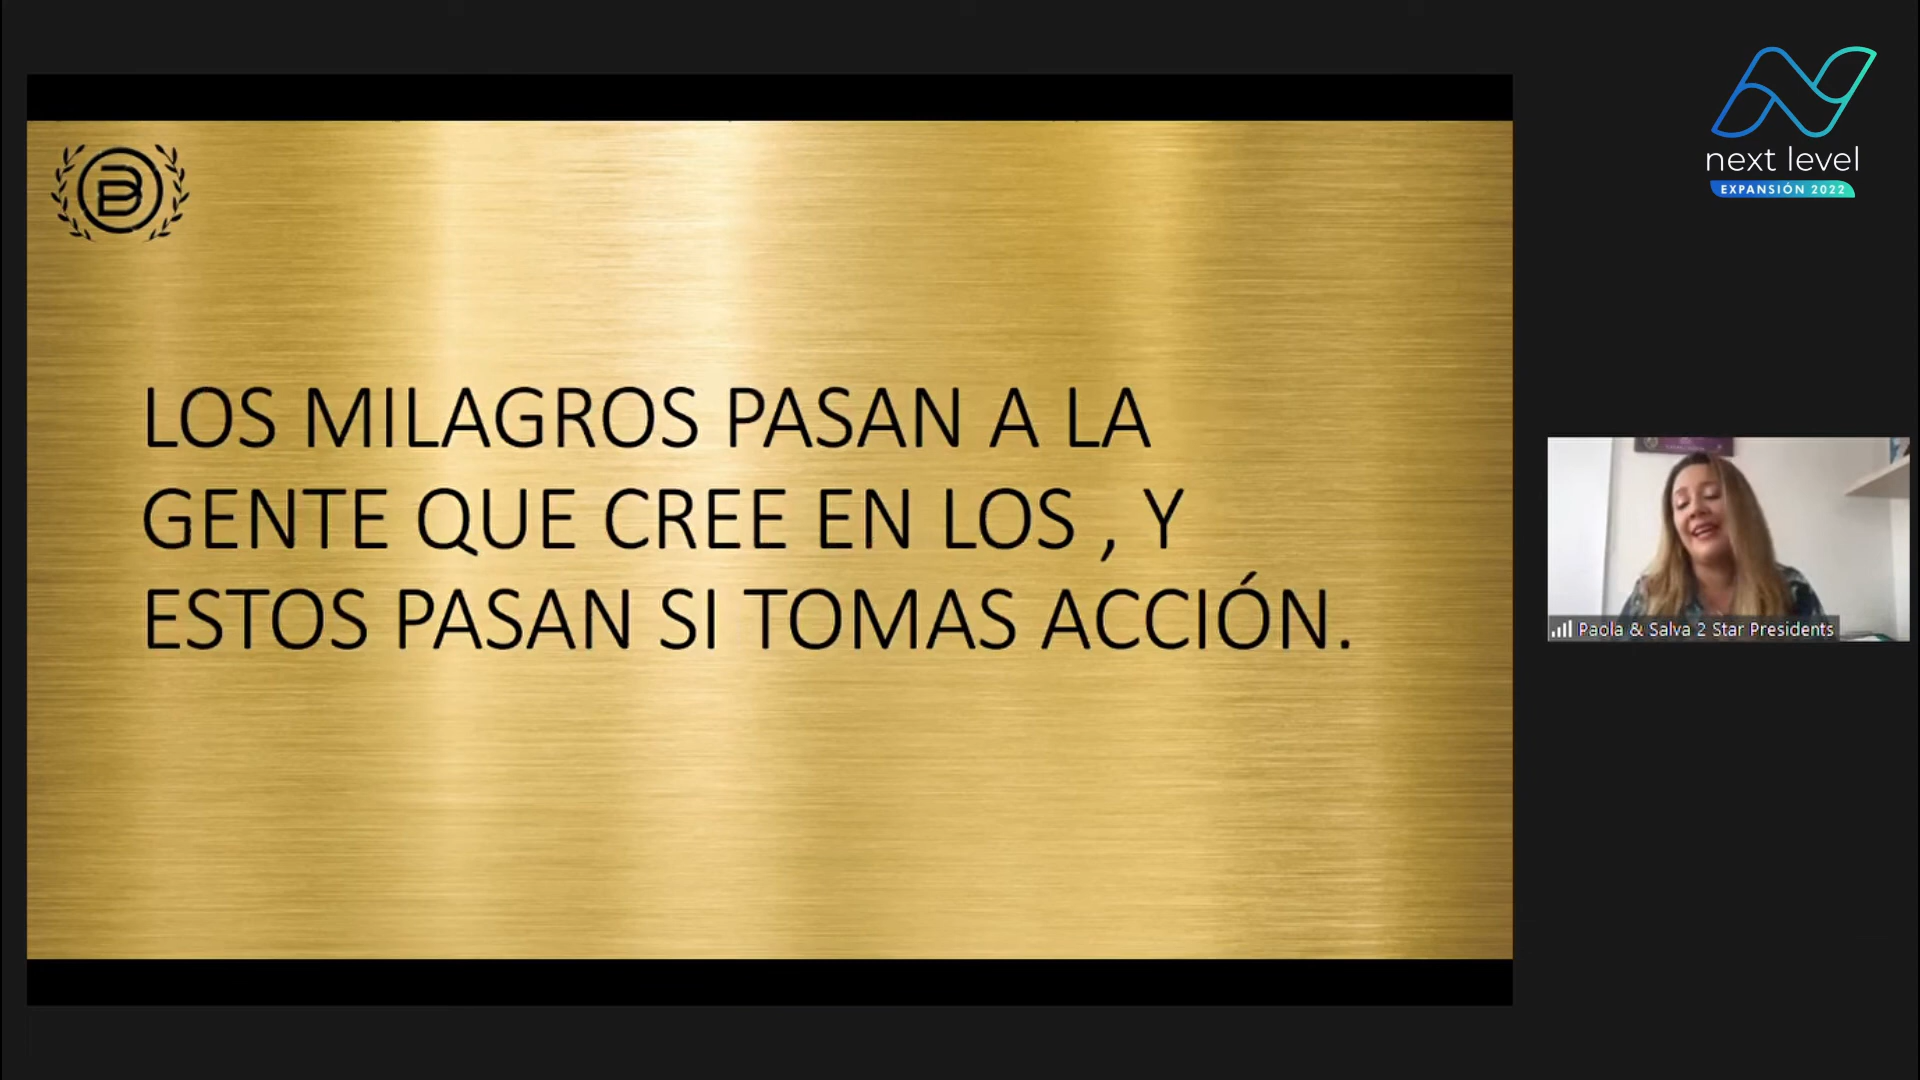 LOS MILAGROS PASAN A LA
GENTE QUE CREE EN LOS , Y
ESTOS PASAN SI TOMAS ACCIÓN.
next level
EXPANSIÓN 2022
Paola & Salva 2 Star Presidents